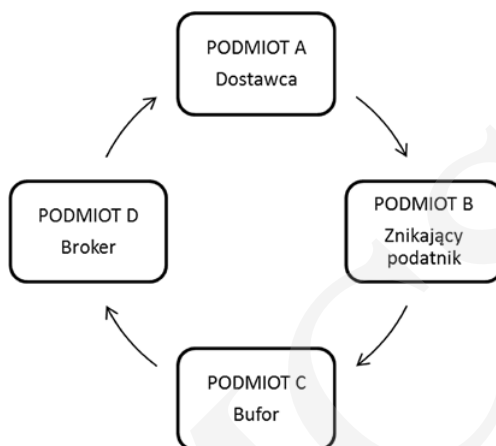 PODMIOT A
Dostawca
PODMIOT D
Broker
PODMIOT B
Znikający
podatnik
PODMIOT C
Bufor